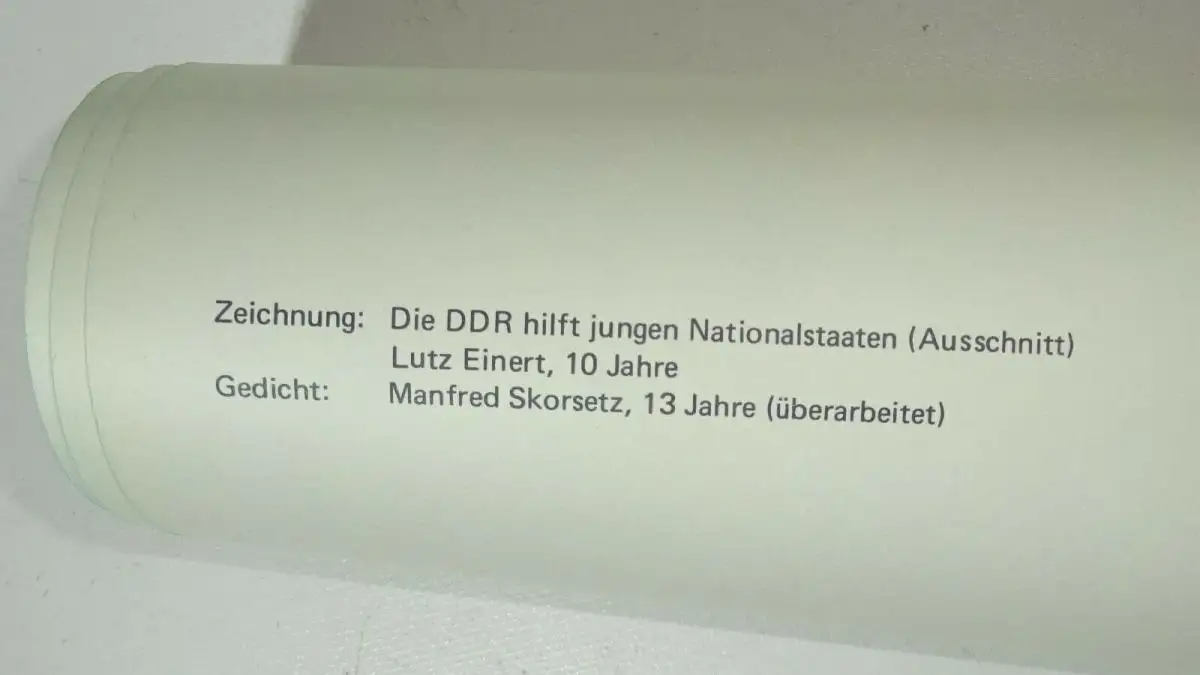 Zeichnung: Die DDR hilft jungen Nationalstaaten (Ausschnitt)
Lutz Einert, 10 Jahre
Gedicht: Manfred Skorsetz, 13 Jahre (überarbeitet)